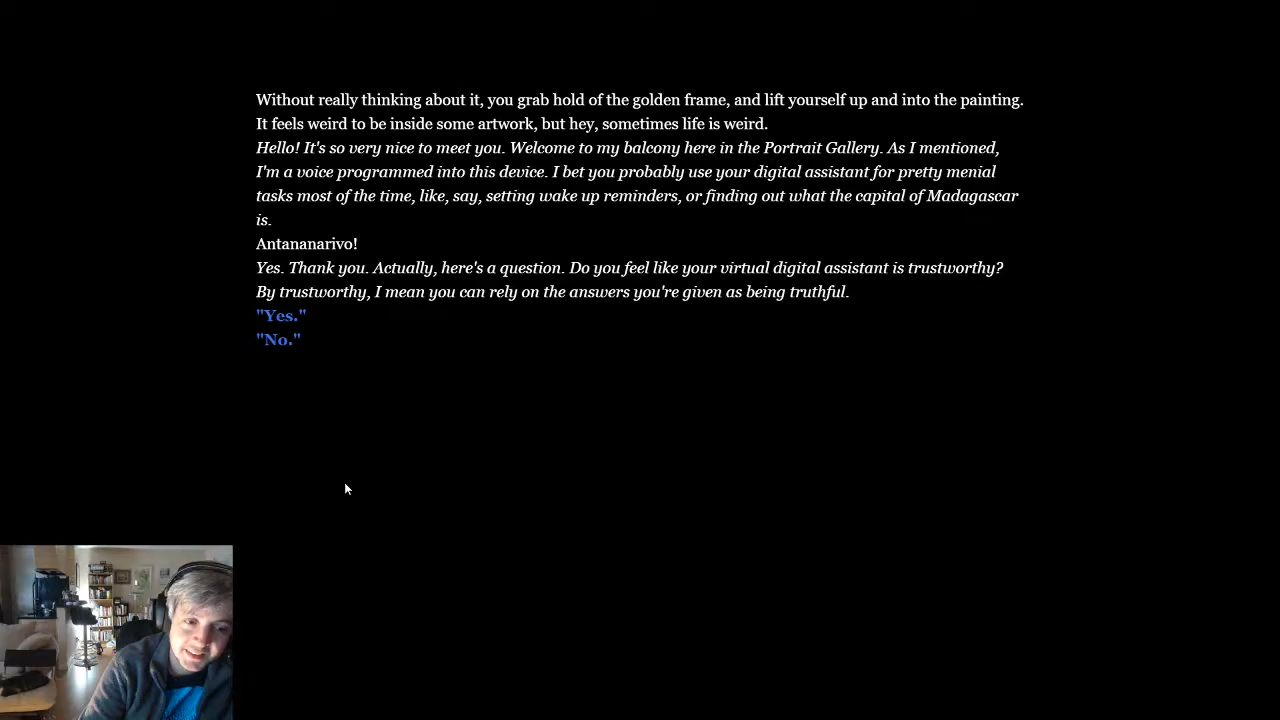 Without really thinking about it, you grab hold of the golden frame, and lift yourself up and into the painting.
It feels weird to be inside some artwork, but hey, sometimes life is weird.
Hello! It's so very nice to meet you. Welcome to my balcony here in the Portrait Gallery. As I mentioned,
I'm a voice programmed into this device. I bet you probably use your digital assistant for pretty menial
tasks most of the time, like, say, setting wake up reminders, or finding out what the capital of Madagascar
is.
Antananarivo!
Yes. Thank you. Actually, here's a question. Do you feel like your virtual digital assistant is trustworthy?
By trustworthy, I mean you can rely on the answers you're given as being truthful.
"Yes."
"No."